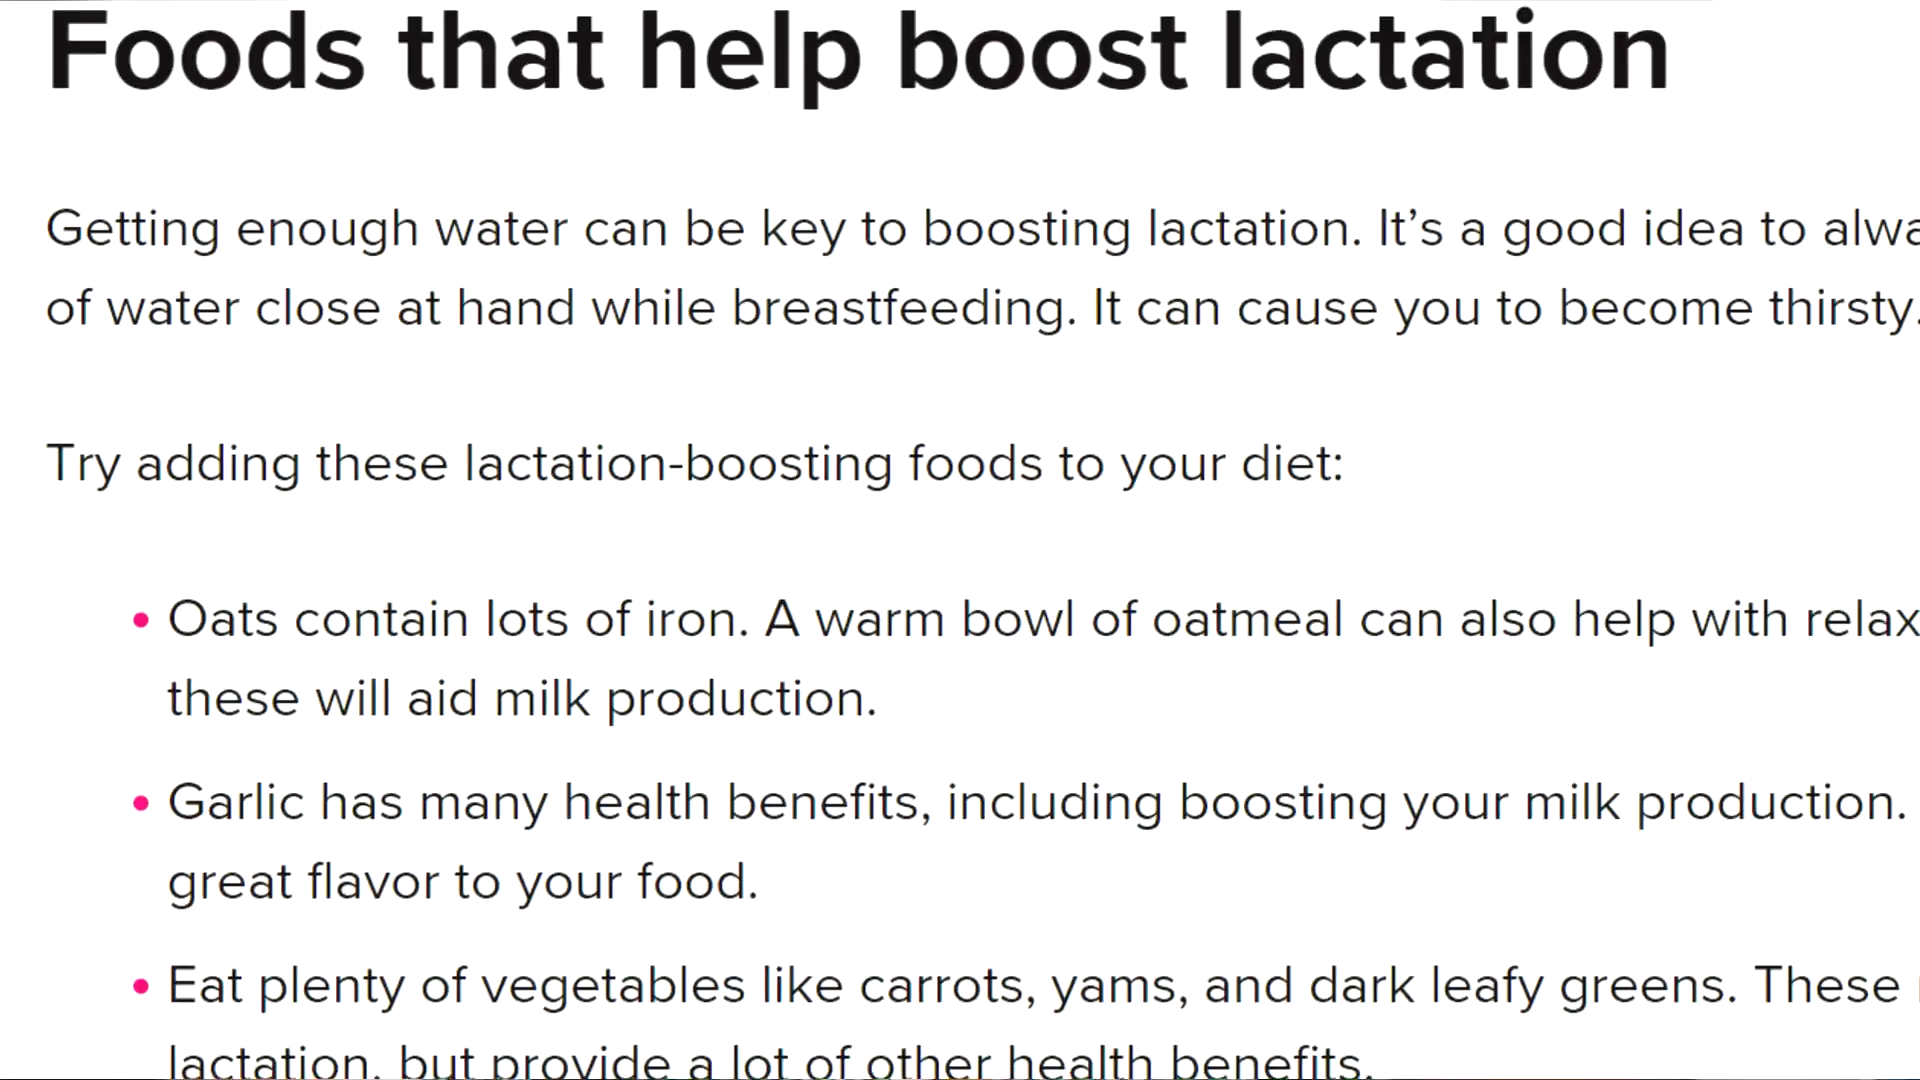 Foods that help boost lactation
Getting enough water can be key to boosting lactation. It’s a good idea to
of water close at hand while breastfeeding. It can cause you to become thirsty.
Try adding these lactation-boosting foods to your diet:
• Oats contain lots of iron. A warm bowl of oatmeal can also help with
these will aid milk production.
• Garlic has many health benefits, including boosting your milk production.
great flavor to your food.
• Eat plenty of vegetables like carrots, yams, and dark leafy greens. These
lactation, but provide a lot of other health benefits.